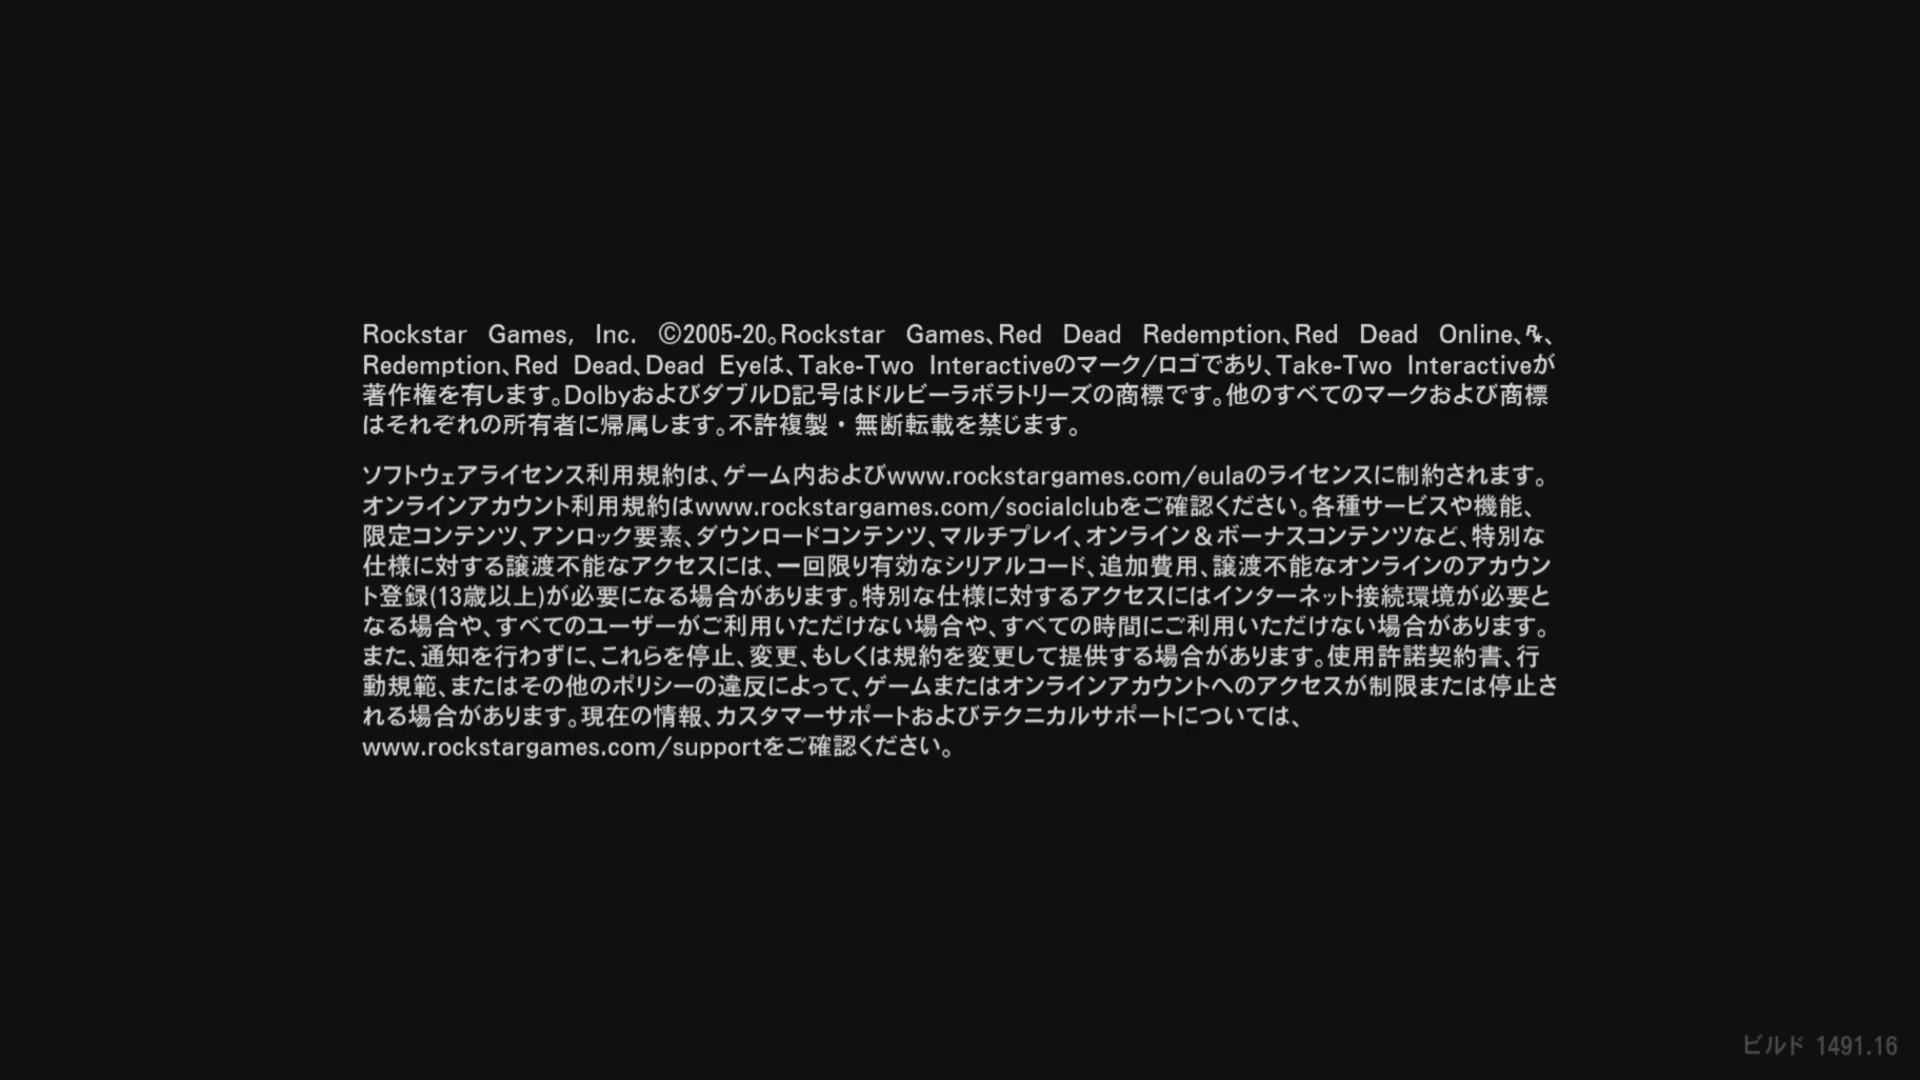 Rockstar Games, Inc. ©2005-20。Rockstar Games、Red Dead Redemption、Red Dead Online、R★、
Redemption、Red Dead、Dead Eyeは、Take-Two Interactiveのマーク/ロゴであり、Take-Two Interactiveが
著作権を有します。DolbyおよびダブルD記号はドルビーラボラトリーズの商標です。他のすべてのマークおよび商標
はそれぞれの所有者に帰属します。不許複製・無断転載を禁じます。
ソフトウェアライセンス利用規約は、ゲーム内およびwww.rockstargames.com/eulaのライセンスに制約されます。
オンラインアカウント利用規約はwww.rockstargames.com/socialclubをご確認ください。各種サービスや機能、
限定コンテンツ、アンロック要素、ダウンロードコンテンツ、マルチプレイ、オンライン＆ボーナスコンテンツなど、特別な
仕様に対する譲渡不能なアクセスには、一回限り有効なシリアルコード、追加費用、譲渡不能なオンラインのアカウン
ト登録(13歳以上)が必要になる場合があります。特別な仕様に対するアクセスにはインターネット接続環境が必要と
なる場合や、すべてのユーザーがご利用いただけない場合や、すべての時間にご利用いただけない場合があります。
また、通知を行わずに、これらを停止、変更、もしくは規約を変更して提供する場合があります。使用許諾契約書、行
動規範、またはその他のポリシーの違反によって、ゲームまたはオンラインアカウントへのアクセスが制限または停止さ
れる場合があります。現在の情報、カスタマーサポートおよびテクニカルサポートについては、
www.rockstargames.com/supportをご確認ください。
ビルド 1491.16